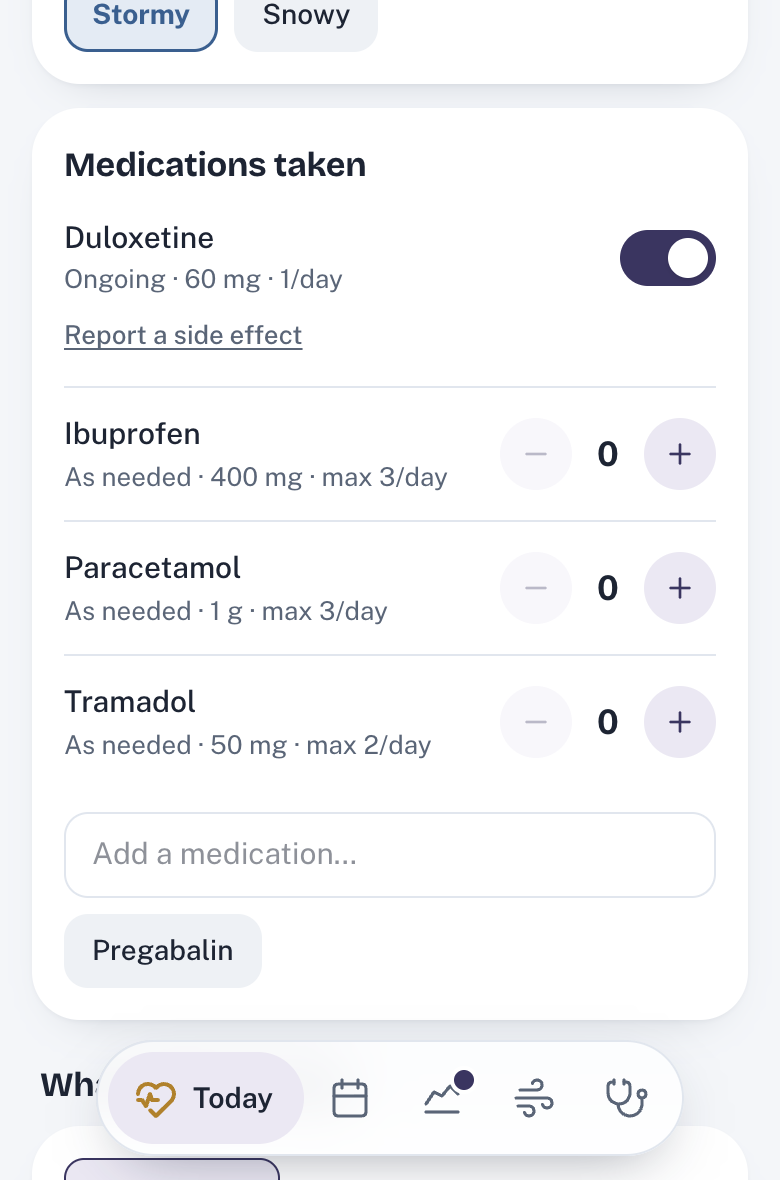 Stormy
Snowy
Medications taken
Duloxetine
Ongoing · 60 mg · 1/day
Report a side effect
Ibuprofen
As needed · 400 mg · max 3/day
0
Paracetamol
As needed · 1 g · max 3/day
0
Tramadol
As needed · 50 mg · max 2/day
0
Add a medication...
Pregabalin
Today